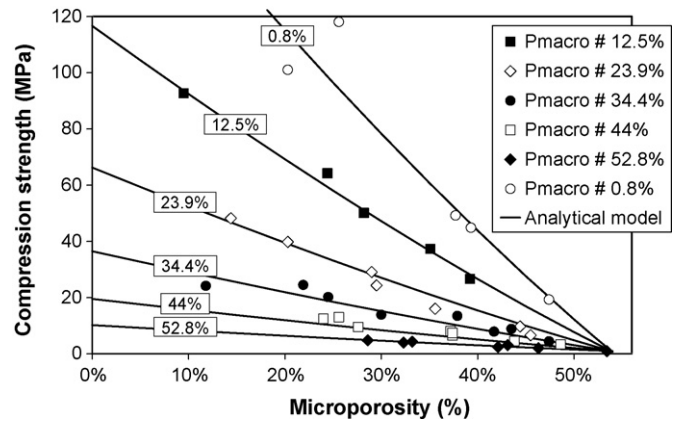 120
100
80
60
40
20
0
Compression strength (MPa)
0.8%
12.5%
23.9%
34.4%
44%
52.8%
Pmacro # 12.5%
Pmacro # 23.9%
Pmacro # 34.4%
Pmacro # 44%
Pmacro # 52.8%
Pmacro # 0.8%
Analytical model
0% 10% 20% 30% 40% 50%
Microporosity (%)